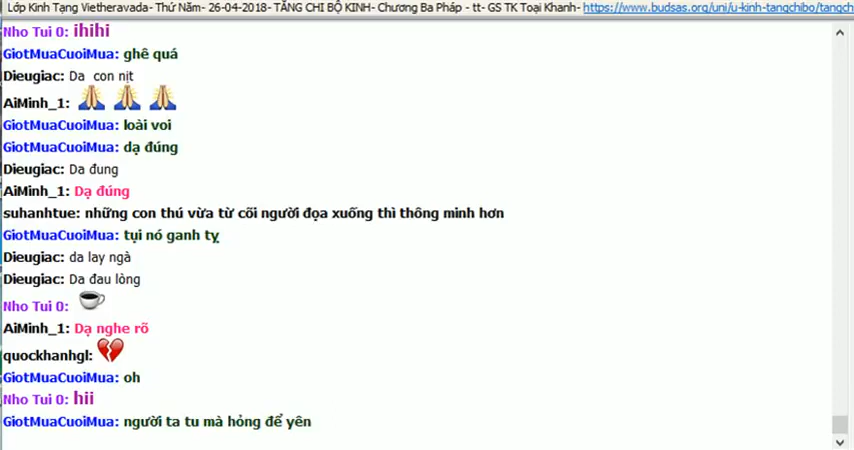 Lớp Kinh Tạng Vietheravada- Thứ Năm- 26-04-2018- TĂNG CHI BỘ KINH- Chương Ba Pháp - tt- GS TK Toại Khanh- https://www.budsas.org/uni/u-kinh-tangchibo/tangch
Nho Tui 0: ihihi
GiotMuaCuoiMua: ghê quá
Dieugiac: Da con nịt
AiMinh_1:
GiotMuaCuoiMua: loài voi
GiotMuaCuoiMua: dạ đúng
Dieugiac: Da đung
AiMinh_1: Dạ đúng
suhanhtue: những con thú vừa từ cõi người đọa xuống thì thông minh hơn
GiotMuaCuoiMua: tụi nó ganh tỵ
Dieugiac: da lay ngà
Dieugiac: Da đau lòng
Nho Tui 0:
AiMinh_1: Dạ nghe rõ
quockhanhgl:
GiotMuaCuoiMua: oh
Nho Tui 0: hii
GiotMuaCuoiMua: người ta tu mà hỏng để yên